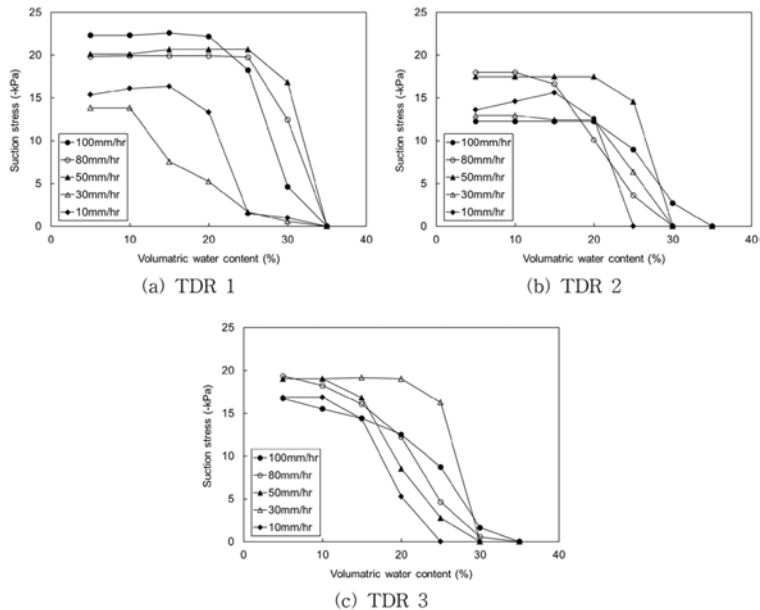 25
20
15
10
5
0
Suction stress (-kPa)
100mm/hr
80mm/hr
50mm/hr
30mm/hr
10mm/hr
0 10 20 30 40
Volumatric water content (%)
(a) TDR 1
25
20
15
10
5
0
Suction stress (-kPa)
100mm/hr
80mm/hr
50mm/hr
30mm/hr
10mm/hr
0 10 20 30 40
Volumatric water content (%)
(b) TDR 2
25
20
15
10
5
0
Suction stress (-kPa)
100mm/hr
80mm/hr
50mm/hr
30mm/hr
10mm/hr
0 10 20 30 40
Volumatric water content (%)
(c) TDR 3